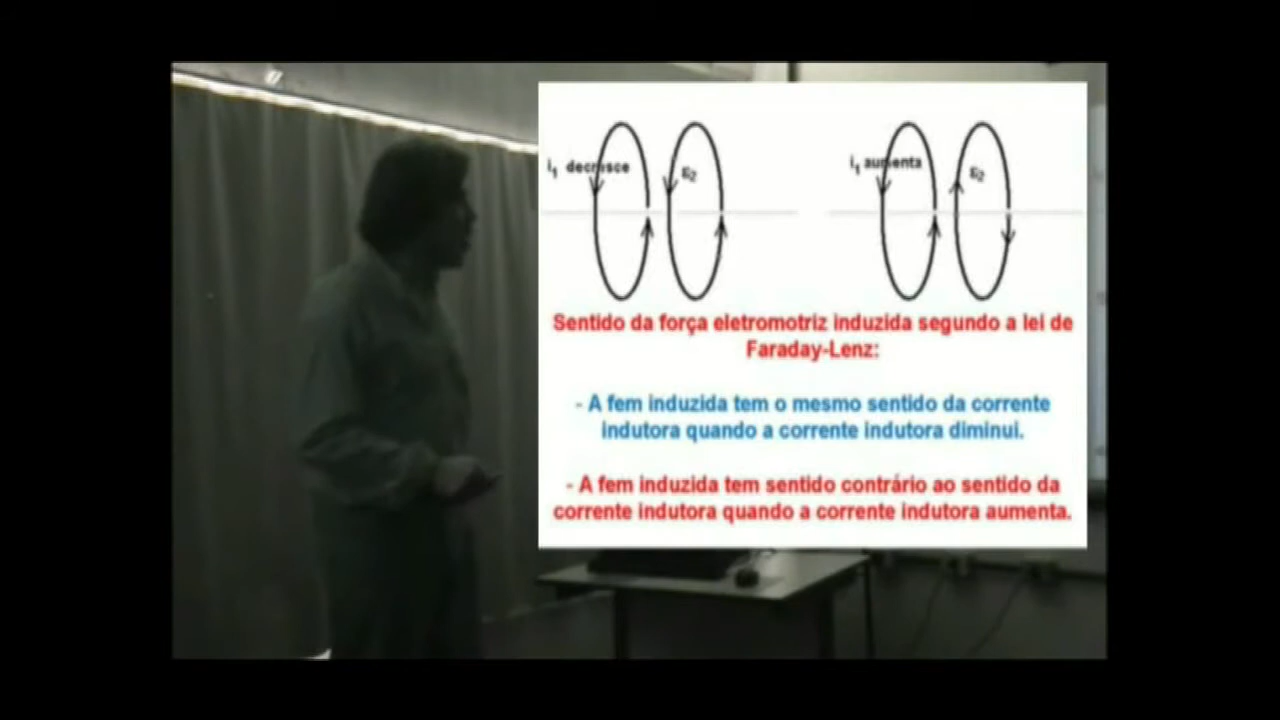 i₁ decresce ε₂ i₁ aumenta ε₂
Sentido da força eletromotriz induzida segundo a lei de
Faraday-Lenz:
- A fem induzida tem o mesmo sentido da corrente
indutora quando a corrente indutora diminui.
- A fem induzida tem sentido contrário ao sentido da
corrente indutora quando a corrente indutora aumenta.